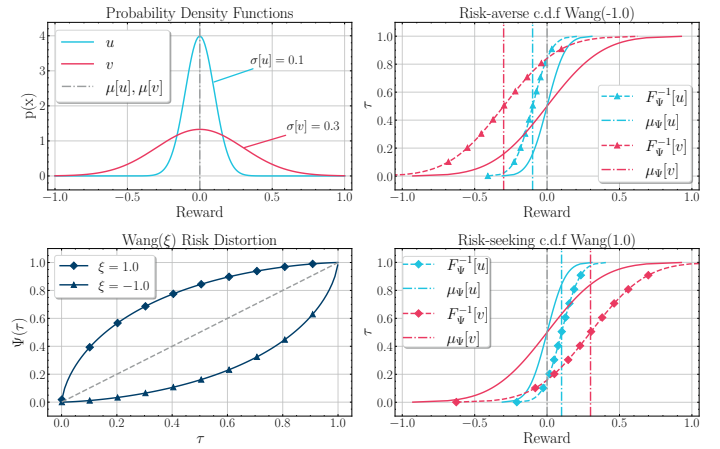 Probability Density Functions
p(x)
4
3
2
1
0
u
v
μ[u], μ[v]
σ[u] = 0.1
σ[v] = 0.3
−1.0 −0.5 0.0 0.5 1.0
Reward
Risk-averse c.d.f Wang(-1.0)
τ
1.0
0.8
0.6
0.4
0.2
0.0
F_Ψ^{−1}[u]
μ_Ψ[u]
F_Ψ^{−1}[v]
μ_Ψ[v]
−1.0 −0.5 0.0 0.5 1.0
Reward
Wang(ξ) Risk Distortion
Ψ(τ)
1.0
0.8
0.6
0.4
0.2
0.0
ξ = 1.0
ξ = −1.0
0.0 0.2 0.4 0.6 0.8 1.0
τ
Risk-seeking c.d.f Wang(1.0)
τ
1.0
0.8
0.6
0.4
0.2
0.0
F_Ψ^{−1}[u]
μ_Ψ[u]
F_Ψ^{−1}[v]
μ_Ψ[v]
−1.0 −0.5 0.0 0.5 1.0
Reward